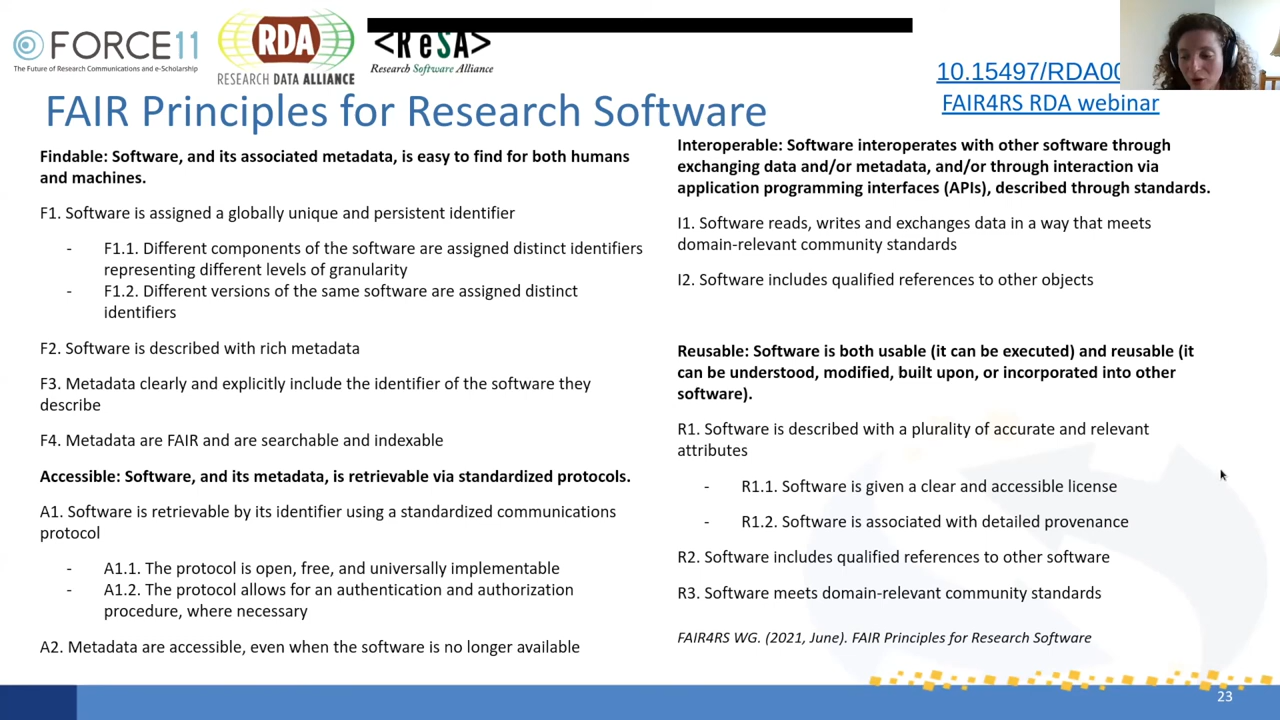 FORCE11
The Future of Research Communications and e-Scholarship
RDA
RESEARCH DATA ALLIANCE
<ReSA>
Research Software Alliance
10.15497/RDA00
FAIR4RS RDA webinar
FAIR Principles for Research Software
Findable: Software, and its associated metadata, is easy to find for both humans
and machines.
F1. Software is assigned a globally unique and persistent identifier
- F1.1. Different components of the software are assigned distinct identifiers
representing different levels of granularity
- F1.2. Different versions of the same software are assigned distinct
identifiers
F2. Software is described with rich metadata
F3. Metadata clearly and explicitly include the identifier of the software they
describe
F4. Metadata are FAIR and are searchable and indexable
Accessible: Software, and its metadata, is retrievable via standardized protocols.
A1. Software is retrievable by its identifier using a standardized communications
protocol
- A1.1. The protocol is open, free, and universally implementable
- A1.2. The protocol allows for an authentication and authorization
procedure, where necessary
A2. Metadata are accessible, even when the software is no longer available
Interoperable: Software interoperates with other software through
exchanging data and/or metadata, and/or through interaction via
application programming interfaces (APIs), described through standards.
I1. Software reads, writes and exchanges data in a way that meets
domain-relevant community standards
I2. Software includes qualified references to other objects
Reusable: Software is both usable (it can be executed) and reusable (it
can be understood, modified, built upon, or incorporated into other
software).
R1. Software is described with a plurality of accurate and relevant
attributes
- R1.1. Software is given a clear and accessible license
- R1.2. Software is associated with detailed provenance
R2. Software includes qualified references to other software
R3. Software meets domain-relevant community standards
FAIR4RS WG. (2021, June). FAIR Principles for Research Software
23